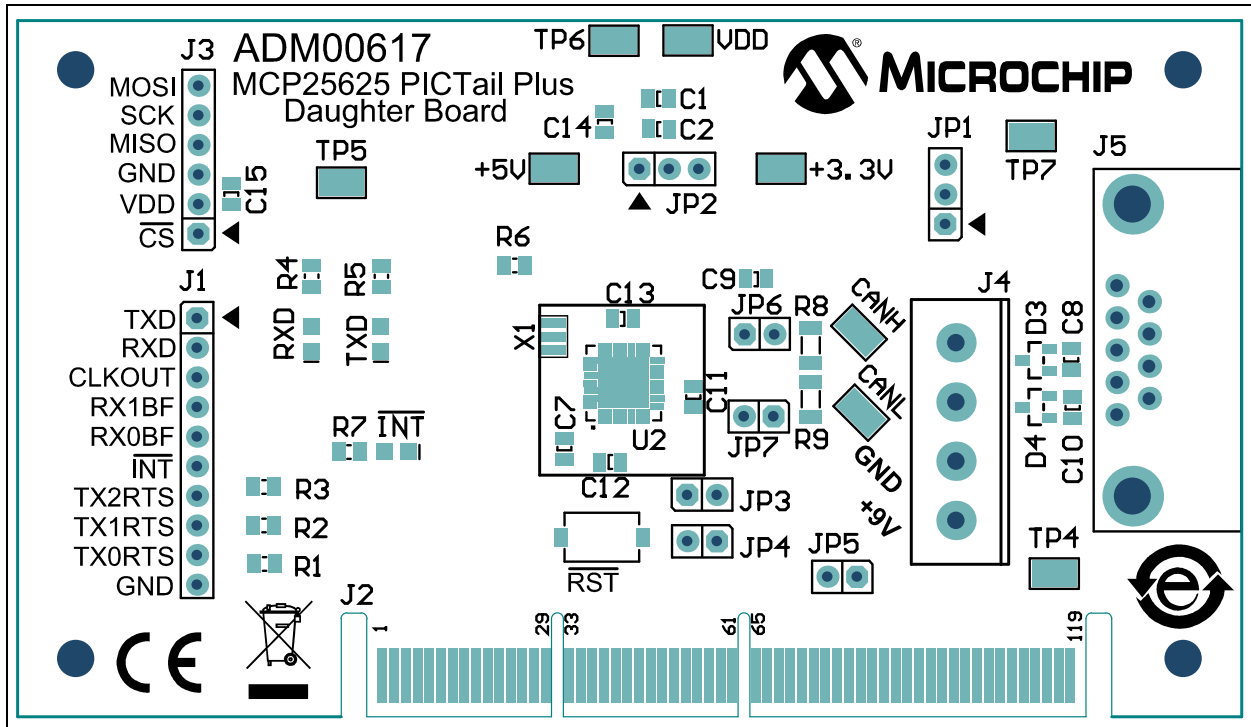 J3
ADM00617
MCP25625 PICTail Plus
Daughter Board
TP6
VDD
® MICROCHIP
MOSI
SCK
MISO
GND
VDD
CS
C15
TP5
C14
C1
C2
+5V
JP2
+3.3V
JP1
TP7
J5
J1
TXD
RXD
CLKOUT
RX1BF
RX0BF
INT
TX2RTS
TX1RTS
TX0RTS
GND
R4
R5
RXD
TXD
R6
R7
INT
R3
R2
R1
X1
C13
C11
C7
U2
C12
C9
JP6
R8
JP7
R9
CANH
CANL
GND
+9V
J4
D3
C8
D4
C10
JP3
JP4
RST
JP5
TP4
e
J2
1
29
33
61
65
119
CE